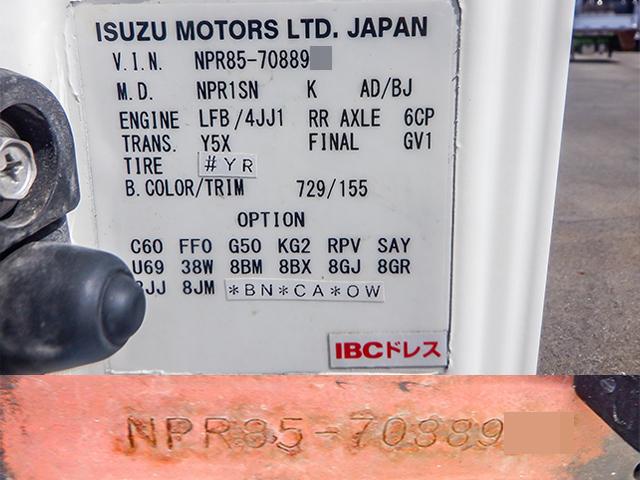 ISUZU MOTORS LTD. JAPAN
V.I.N. NPR85-70889
M.D. NPR1SN K AD/BJ
ENGINE LFB/4JJ1 RR AXLE 6CP
TRANS. Y5X FINAL GV1
TIRE #YR
B.COLOR/TRIM 729/155
OPTION
C60 FF0 G50 KG2 RPV SAY
U69 38W 8BM 8BX 8GJ 8GR
8JM *BN*CA*OW
IBCドレス
NPR85-70889